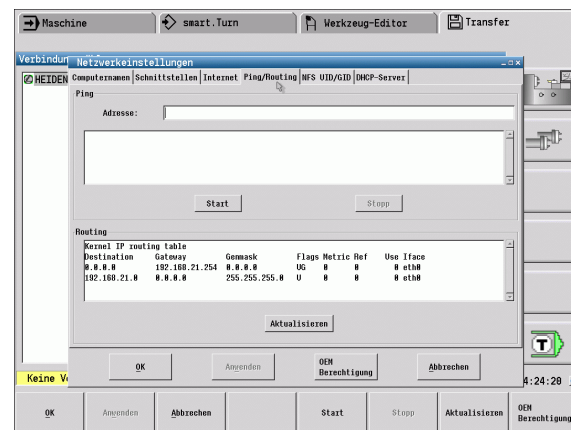 Maschine smart.Turn Werkzeug-Editor Transfer
Netzwerkeinstellungen
HEIDEN
Computernamen Schnittstellen Internet Ping/Routing NFS UID/GID DHCP-Server
Ping
Adresse:
Start Stopp
Routing
Kernel IP routing table
Destination Gateway Genmask Flags Metric Ref Use Iface
0.0.0.0 192.168.21.254 0.0.0.0 UG 0 0 0 eth0
192.168.21.0 0.0.0.0 255.255.255.0 U 0 0 0 eth0
Aktualisieren
OK Anwenden OEM Berechtigung Abbrechen
Keine
4:24:20
OK Anwenden Abbrechen Start Stopp Aktualisieren OEM Berechtigung
T